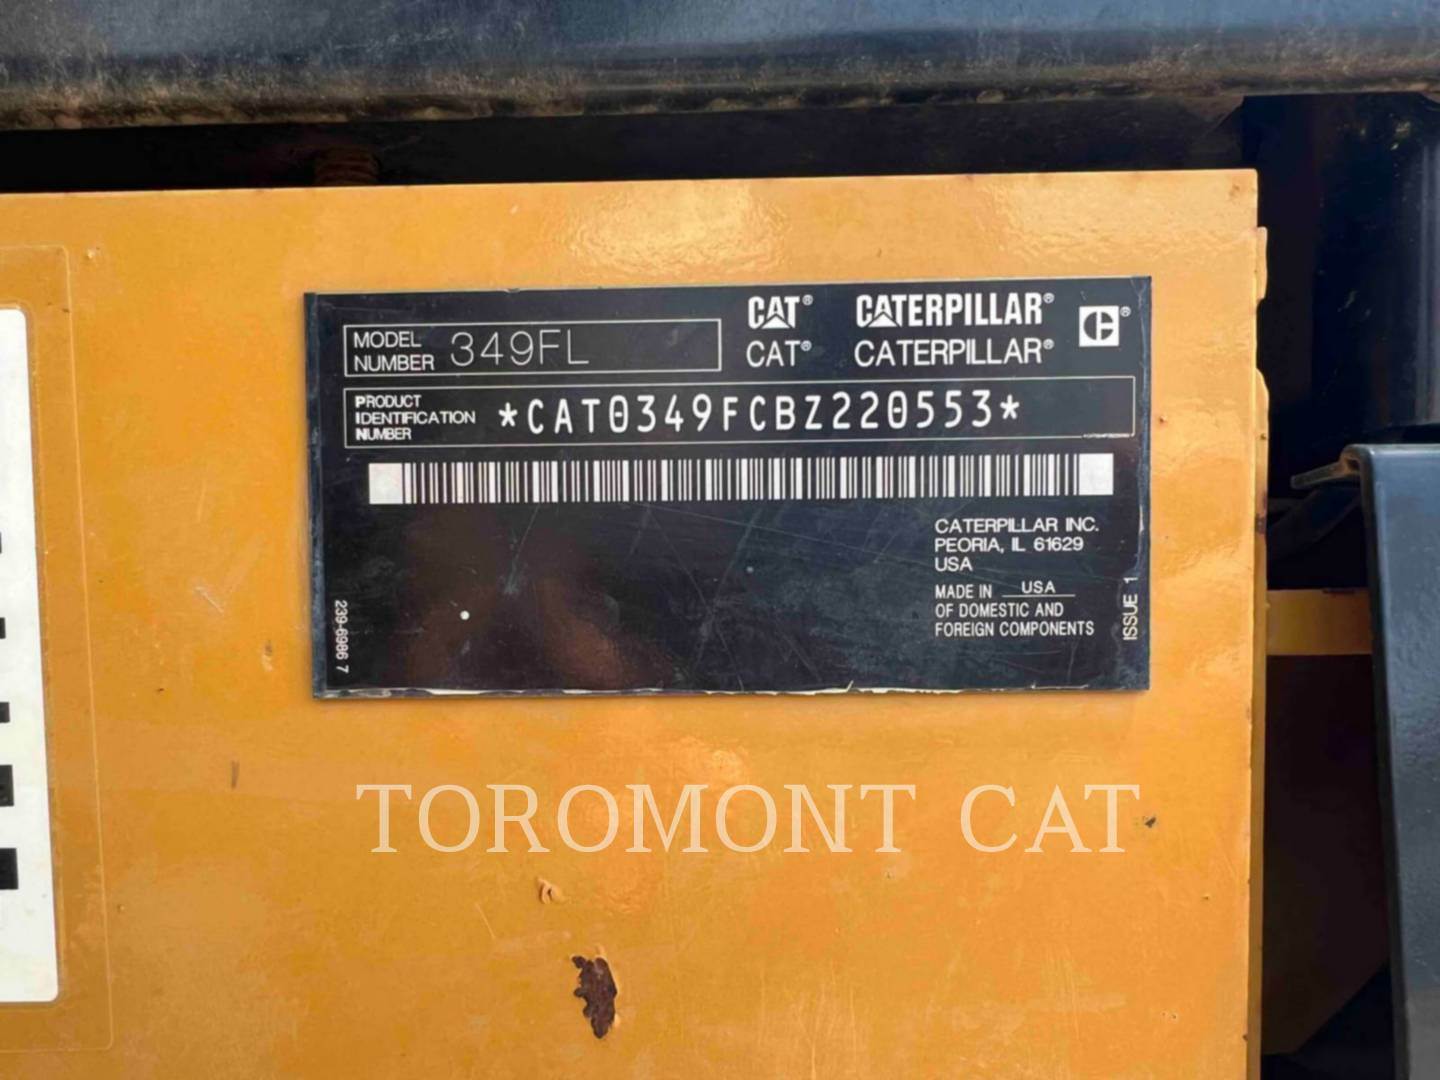 MODEL NUMBER 349FL
CAT® CATERPILLAR® C®
CAT® CATERPILLAR®
PRODUCT IDENTIFICATION NUMBER *CAT0349FCBZ220553*
CATERPILLAR INC.
PEORIA, IL 61629
USA
MADE IN USA
OF DOMESTIC AND
FOREIGN COMPONENTS
ISSUE 1
239-6986 7
TOROMONT CAT